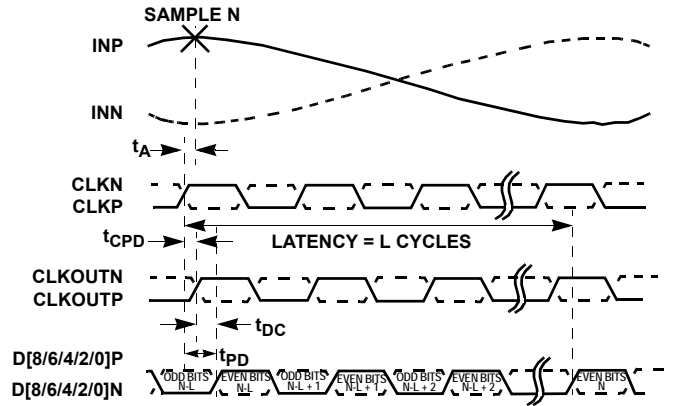 SAMPLE N
INP
INN
tA
CLKN
CLKP
tCPD
LATENCY = L CYCLES
CLKOUTN
CLKOUTP
tDC
tPD
D[8/6/4/2/0]P
D[8/6/4/2/0]N
ODD BITS N-L
EVEN BITS N-L
ODD BITS N-L + 1
EVEN BITS N-L + 1
ODD BITS N-L + 2
EVEN BITS N-L + 2
EVEN BITS N